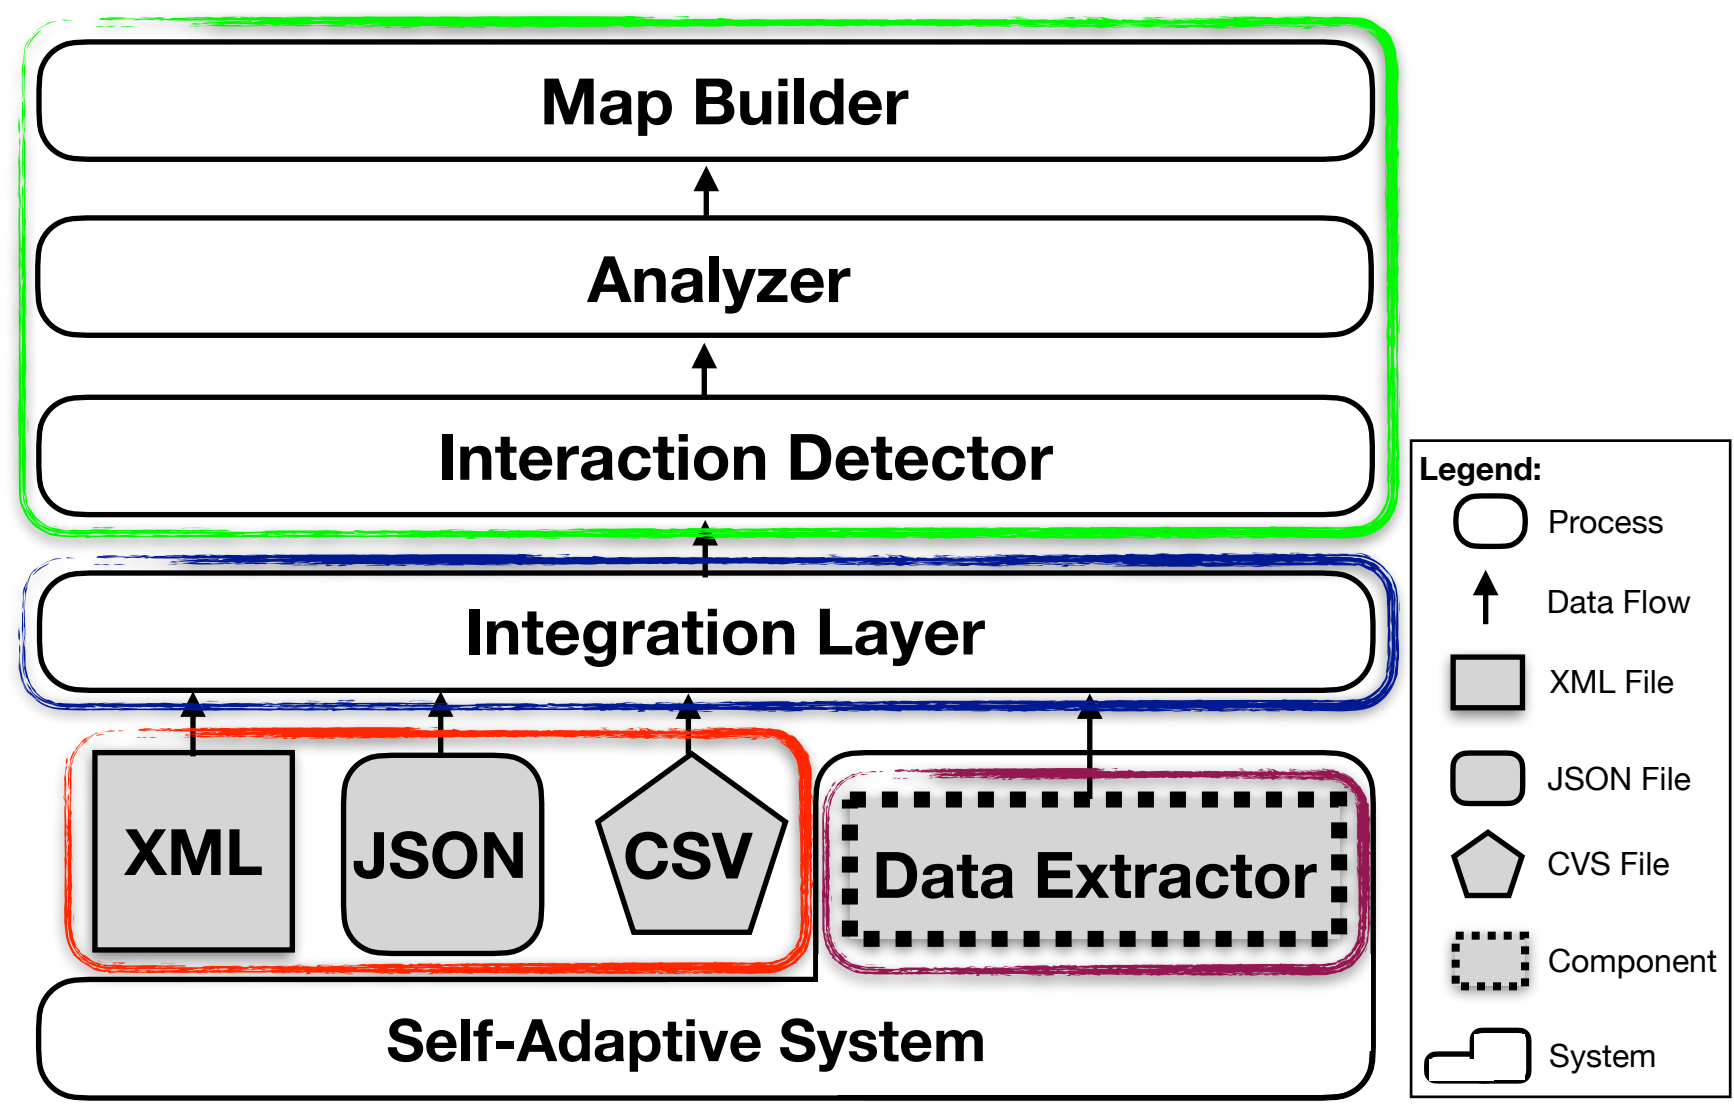 Map Builder
Analyzer
Interaction Detector
Integration Layer
XML
JSON
CSV
Data Extractor
Self-Adaptive System
Legend:
Process
Data Flow
XML File
JSON File
CVS File
Component
System